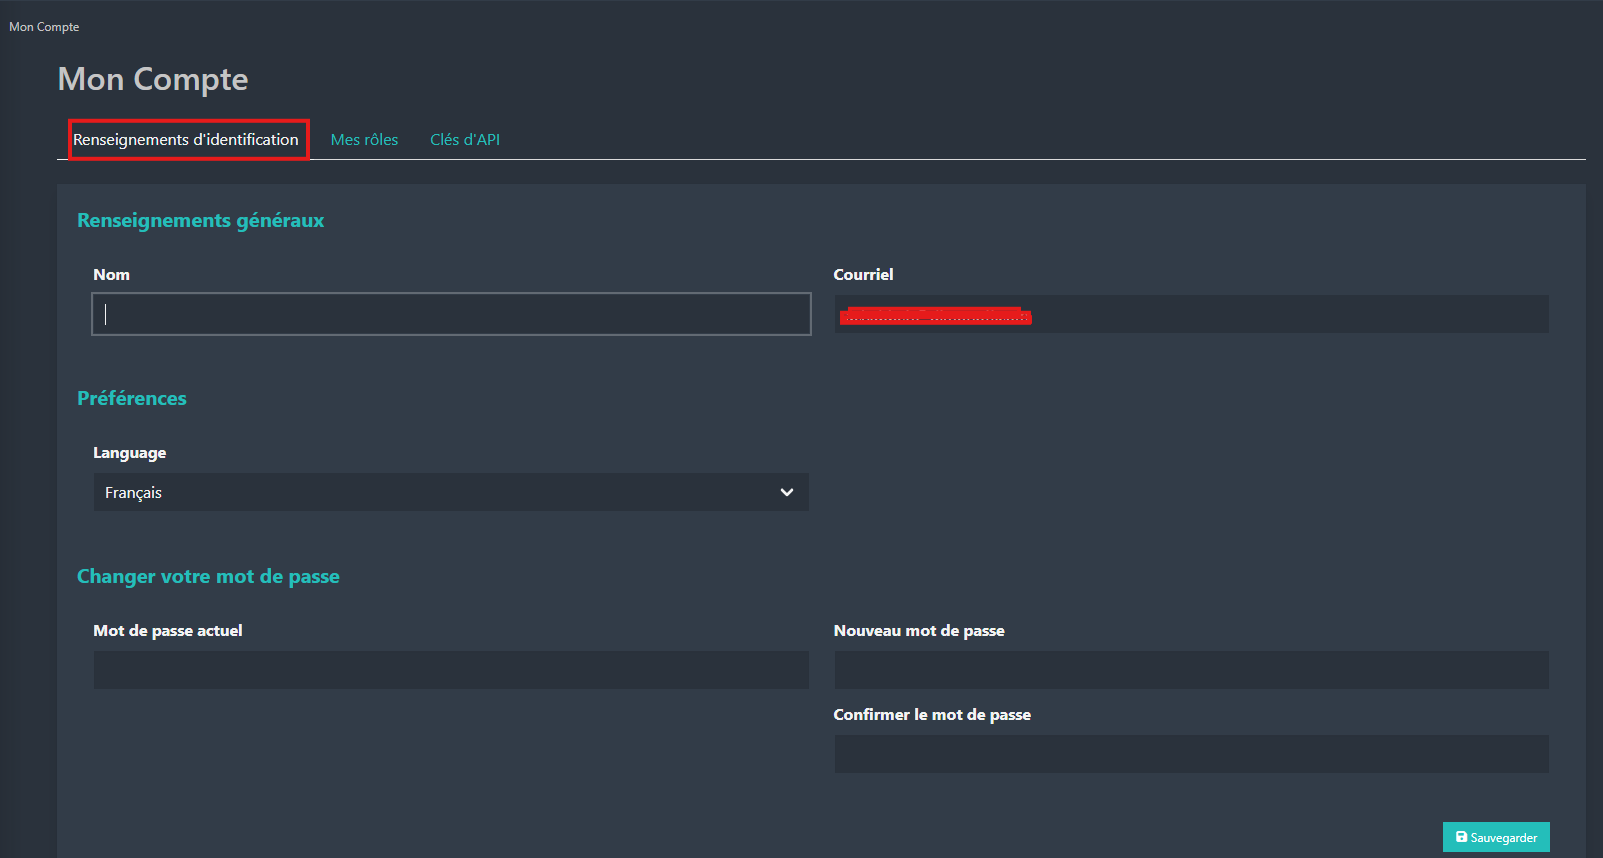 Mon Compte
Mon Compte
Renseignements d'identification Mes rôles Clés d'API
Renseignements généraux
Nom Courriel
Préférences
Language
Français
Changer votre mot de passe
Mot de passe actuel Nouveau mot de passe
Confirmer le mot de passe
Sauvegarder